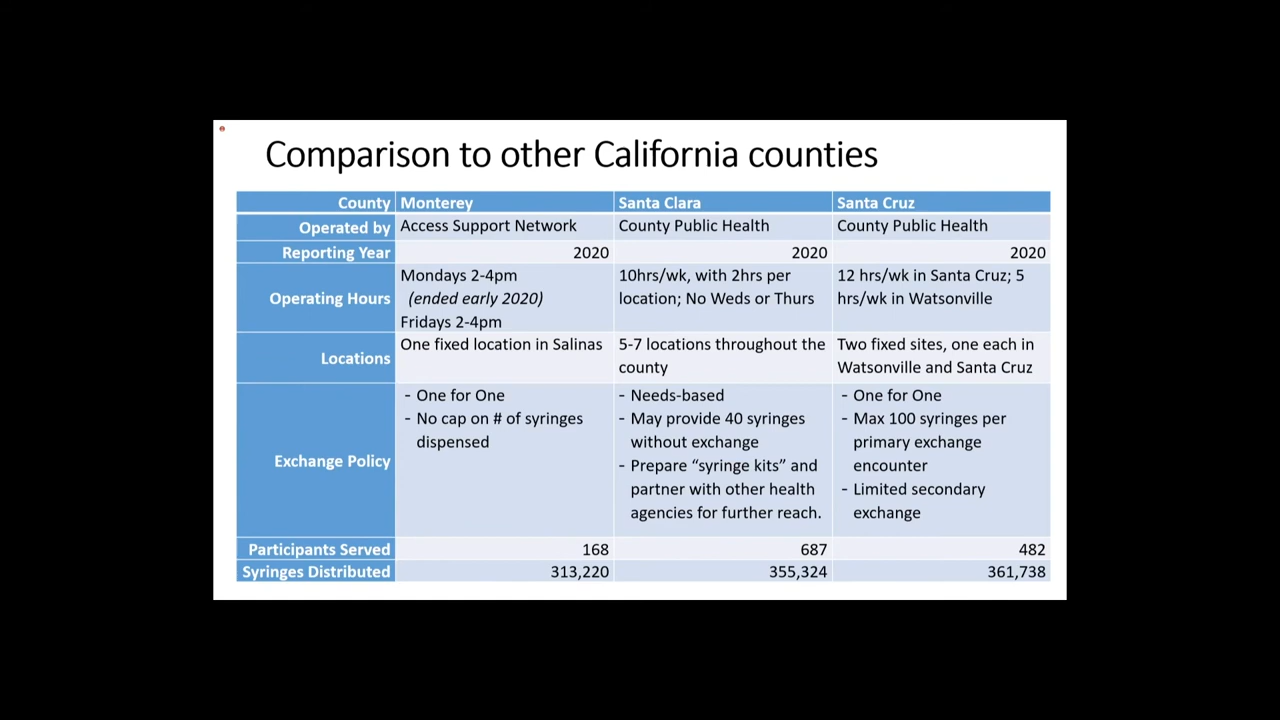 Comparison to other California counties
County Monterey Santa Clara Santa Cruz
Operated by Access Support Network County Public Health County Public Health
Reporting Year 2020 2020 2020
Operating Hours
Mondays 2-4pm
(ended early 2020)
Fridays 2-4pm
10hrs/wk, with 2hrs per
location; No Weds or Thurs
12 hrs/wk in Santa Cruz; 5
hrs/wk in Watsonville
Locations
One fixed location in Salinas
5-7 locations throughout the
county
Two fixed sites, one each in
Watsonville and Santa Cruz
Exchange Policy
- One for One
- No cap on # of syringes
dispensed
- Needs-based
- May provide 40 syringes
without exchange
- Prepare “syringe kits” and
partner with other health
agencies for further reach.
- One for One
- Max 100 syringes per
primary exchange
encounter
- Limited secondary
exchange
Participants Served 168 687 482
Syringes Distributed 313,220 355,324 361,738